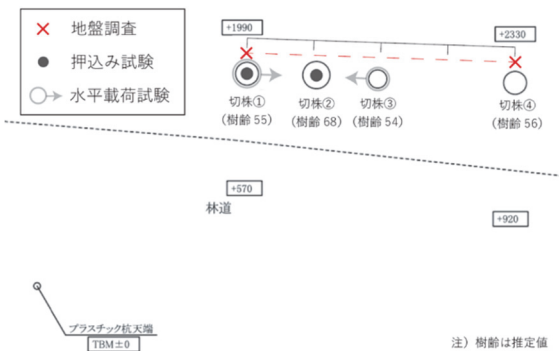 地盤調査
押込み試験
水平載荷試験
+1990
+2330
切株①
(樹齢 55)
切株②
(樹齢 68)
切株③
(樹齢 54)
切株④
(樹齢 56)
+570
林道
+920
プラスチック杭天端
TBM±0
注）樹齢は推定値